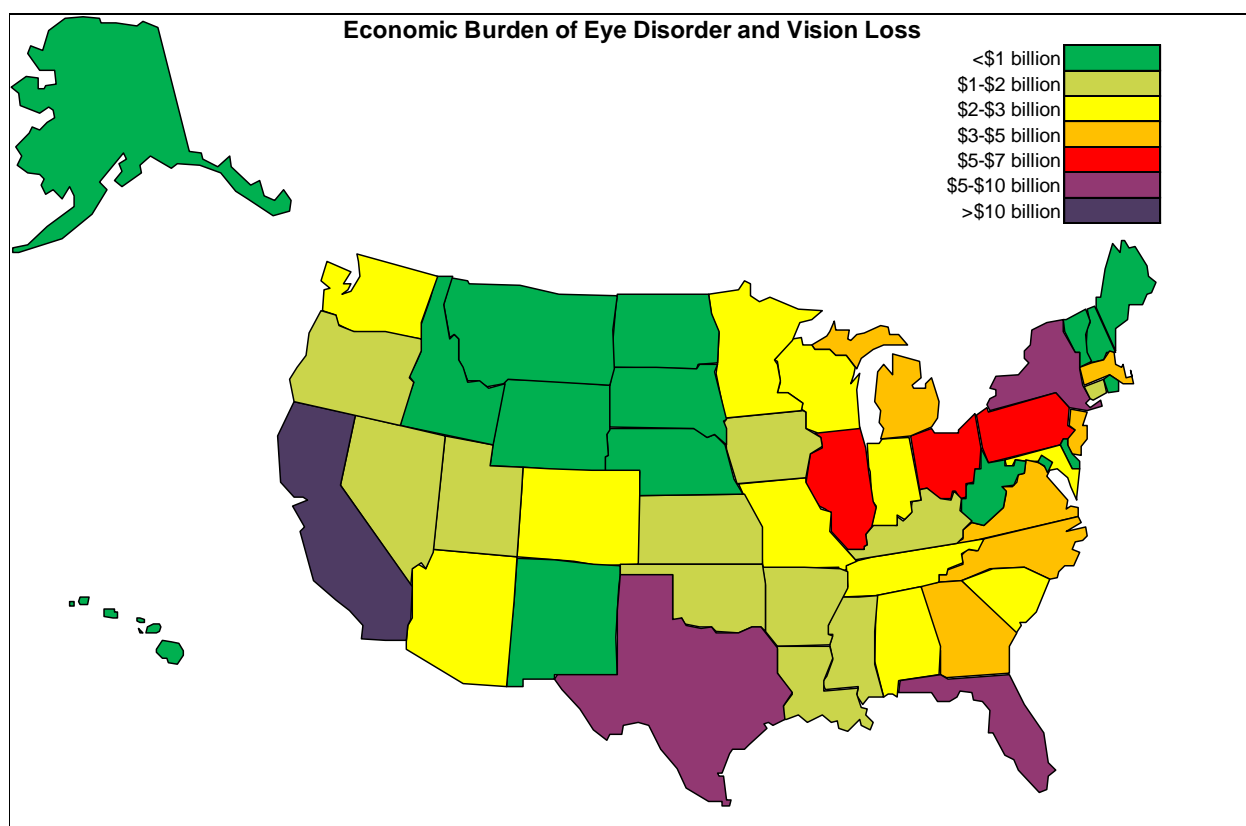 Economic Burden of Eye Disorder and Vision Loss
<$1 billion
$1-$2 billion
$2-$3 billion
$3-$5 billion
$5-$7 billion
$5-$10 billion
>$10 billion